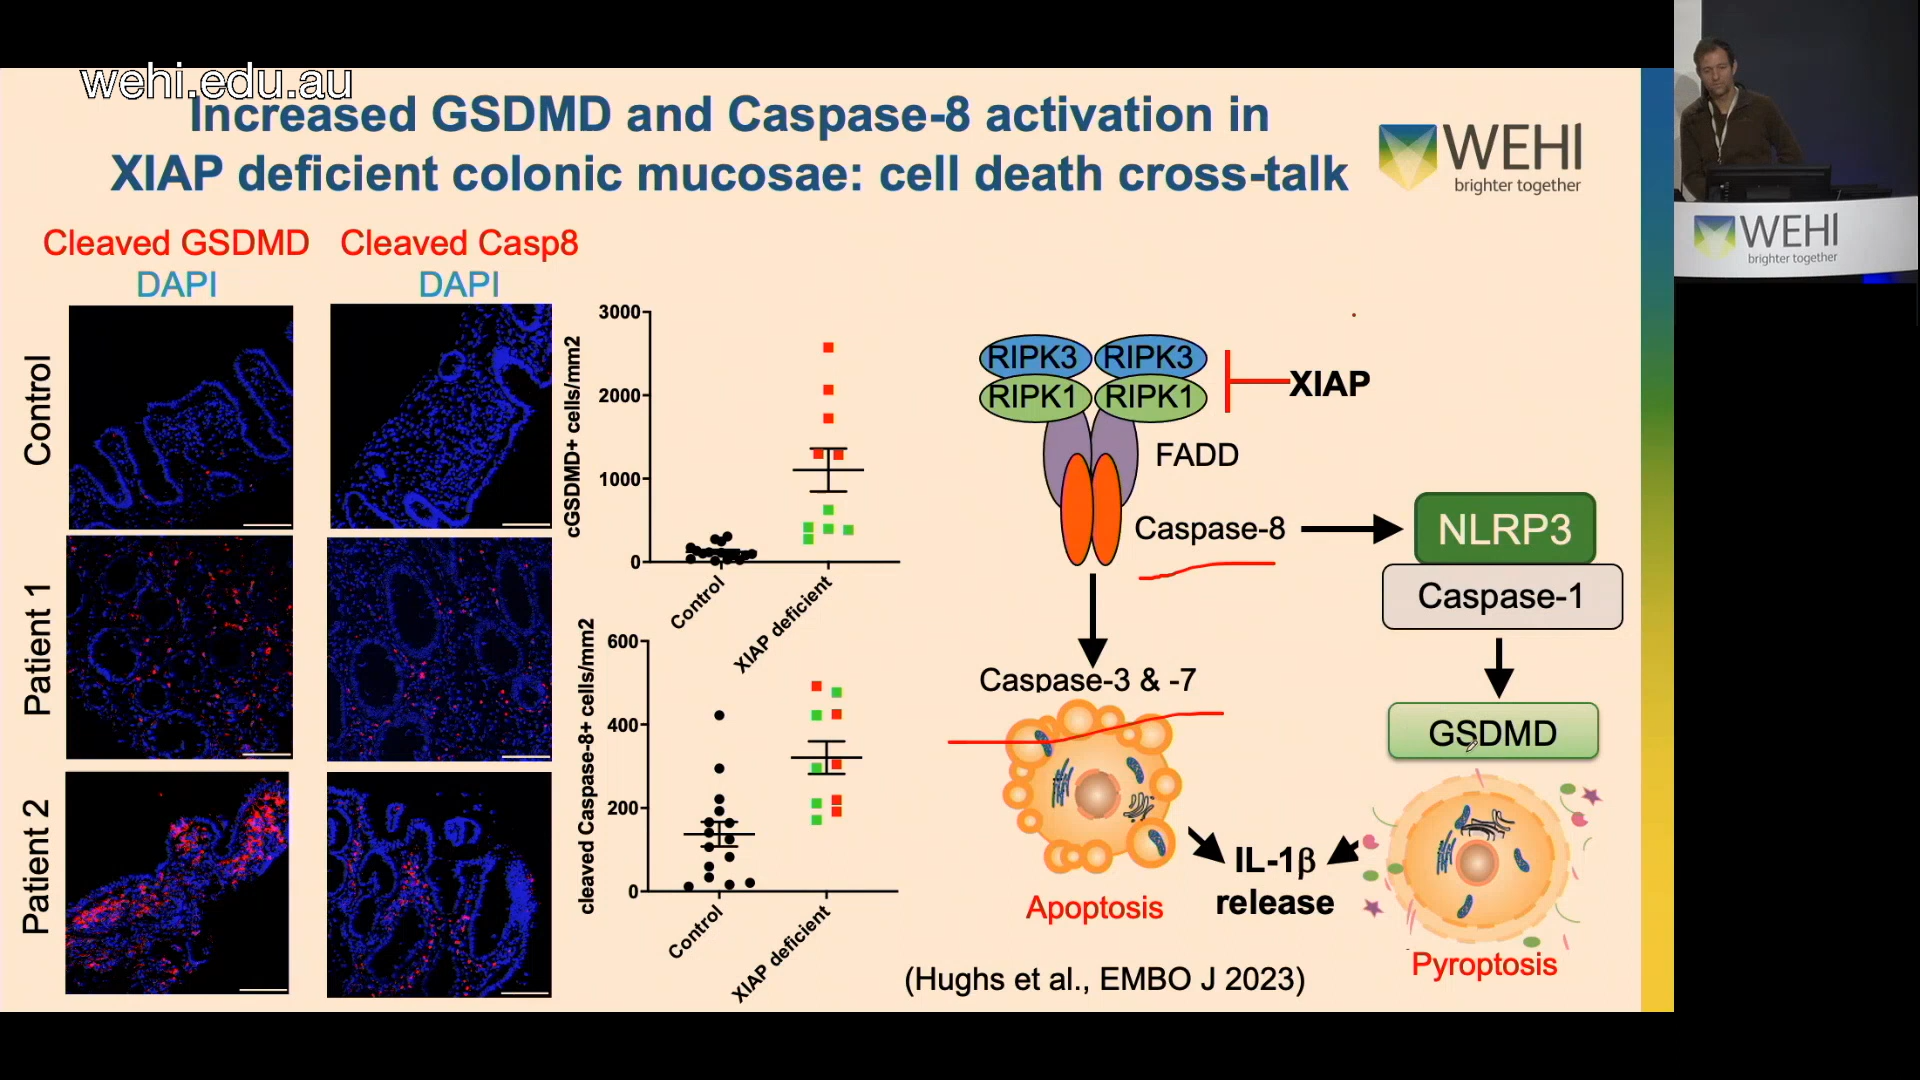 wehi.edu.au
Increased GSDMD and Caspase-8 activation in
XIAP deficient colonic mucosae: cell death cross-talk
WEHI
brighter together
WEHI
brighter together
Cleaved GSDMD
DAPI
Cleaved Casp8
DAPI
Control
Patient 1
Patient 2
cGSDMD+ cells/mm2
3000
2000
1000
0
Control
XIAP deficient
cleaved Caspase-8+ cells/mm2
600
400
200
0
Control
XIAP deficient
RIPK3
RIPK3
RIPK1
RIPK1
XIAP
FADD
Caspase-8
NLRP3
Caspase-1
Caspase-3 & -7
GSDMD
IL-1β
release
Apoptosis
Pyroptosis
(Hughs et al., EMBO J 2023)